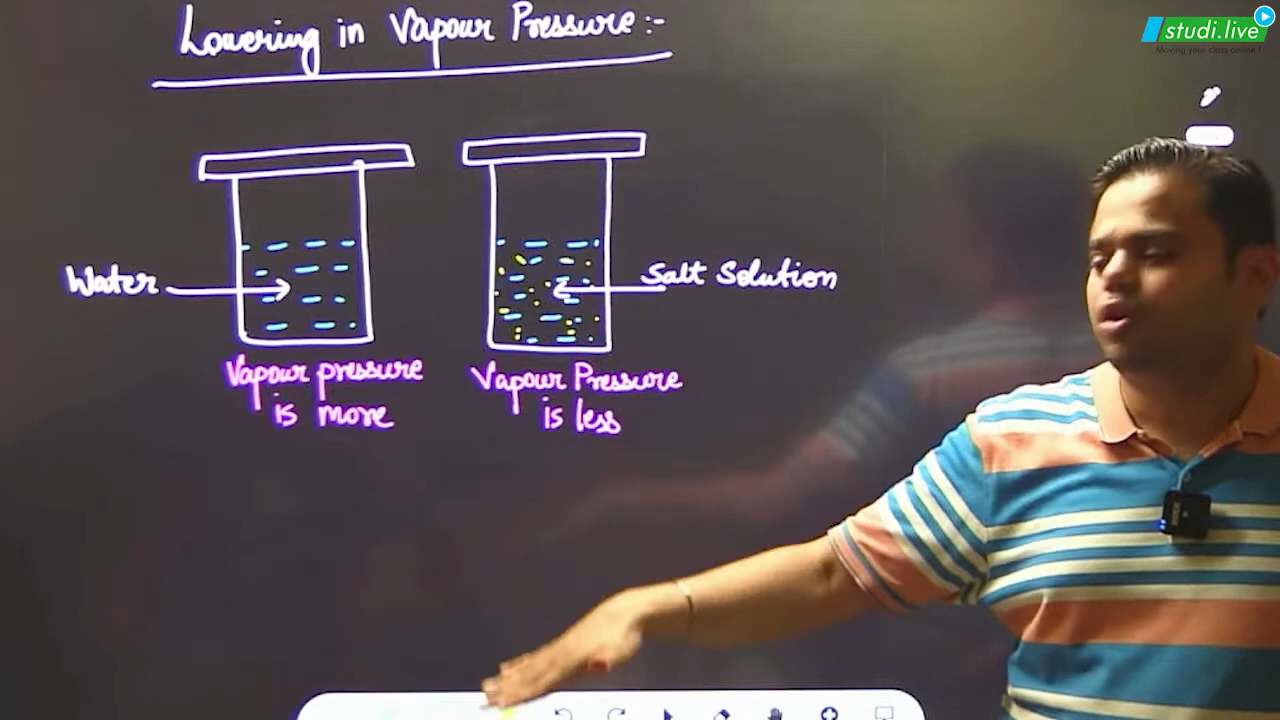 Lowering in Vapour Pressure:-
studi.live
Moving your class online !
Water
Salt Solution
Vapour pressure
is more
Vapour Pressure
is less